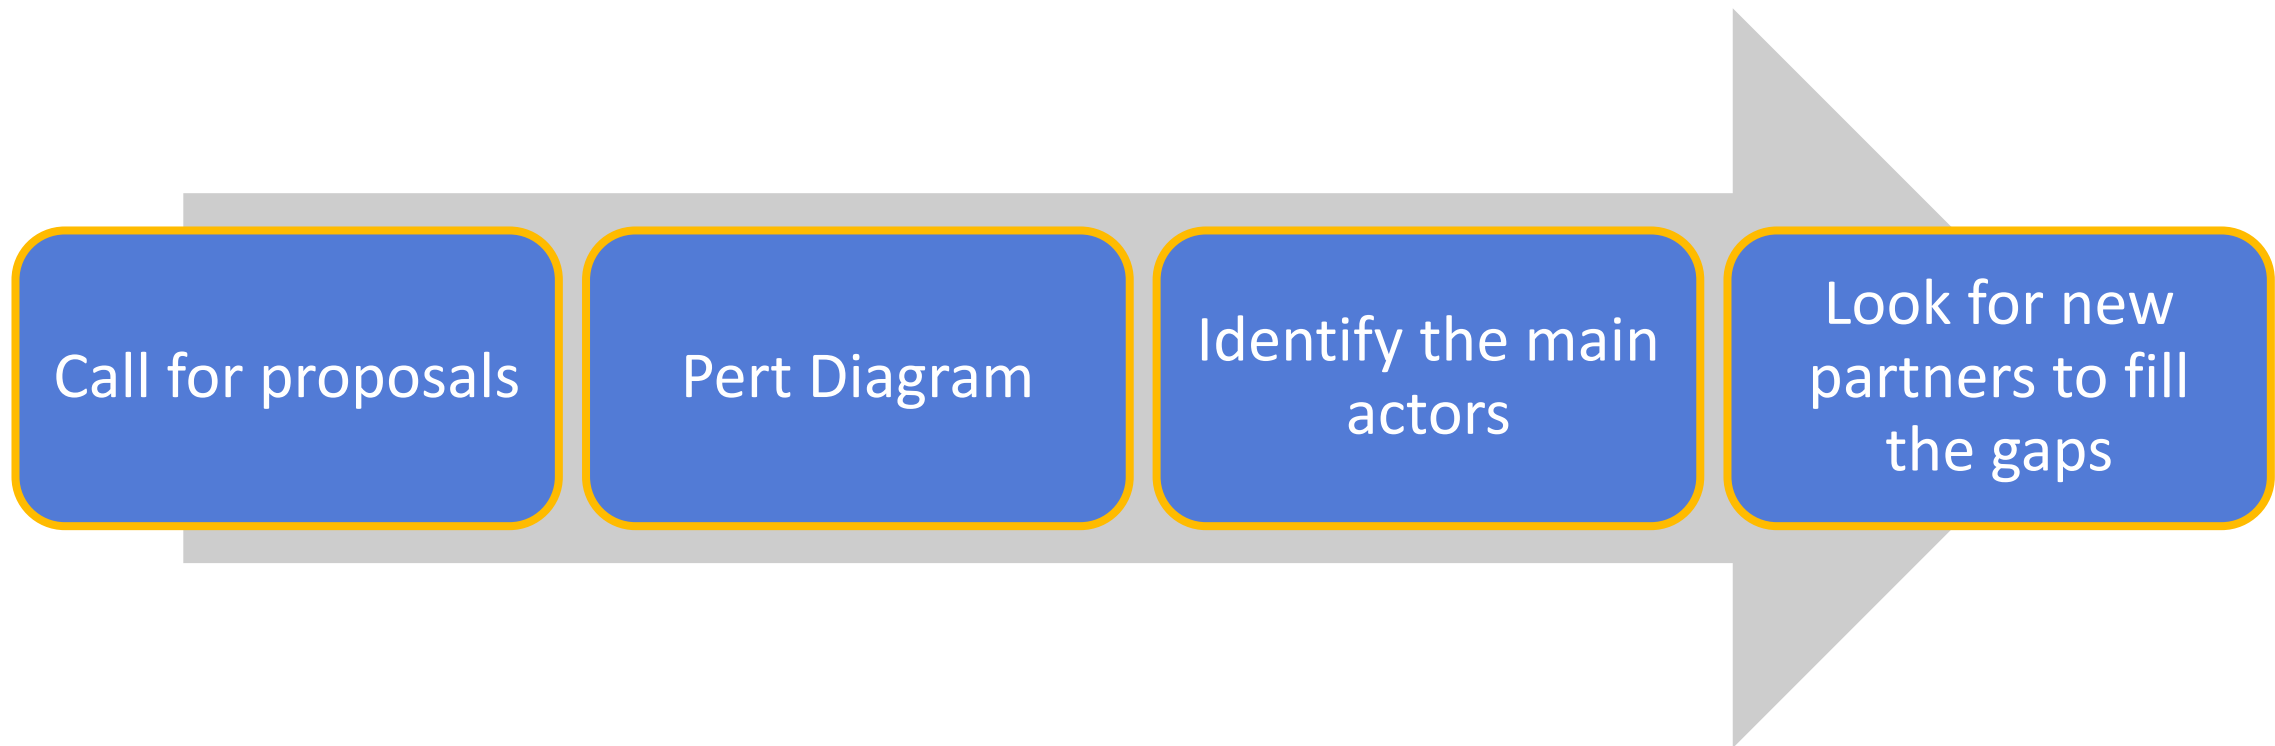 Call for proposals
Pert Diagram
Identify the main
actors
Look for new
partners to fill
the gaps